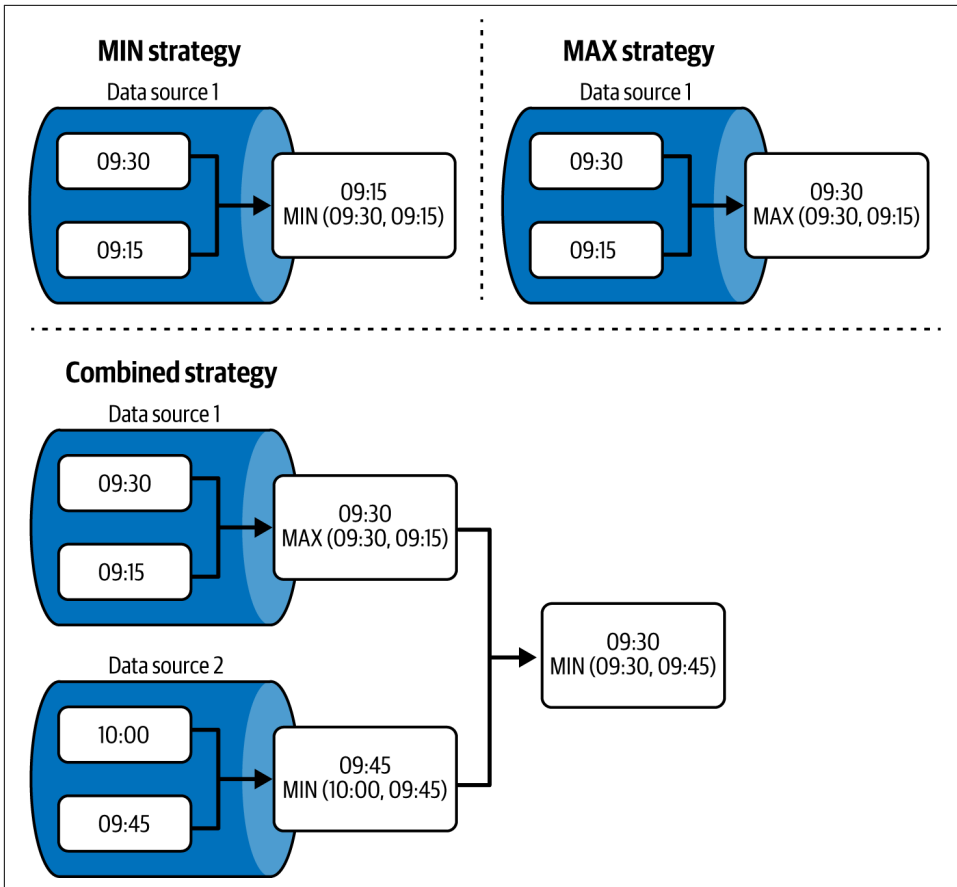 MIN strategy
Data source 1
09:30
09:15
09:15
MIN (09:30, 09:15)
MAX strategy
Data source 1
09:30
09:15
09:30
MAX (09:30, 09:15)
Combined strategy
Data source 1
09:30
09:15
09:30
MAX (09:30, 09:15)
Data source 2
10:00
09:45
09:45
MIN (10:00, 09:45)
09:30
MIN (09:30, 09:45)